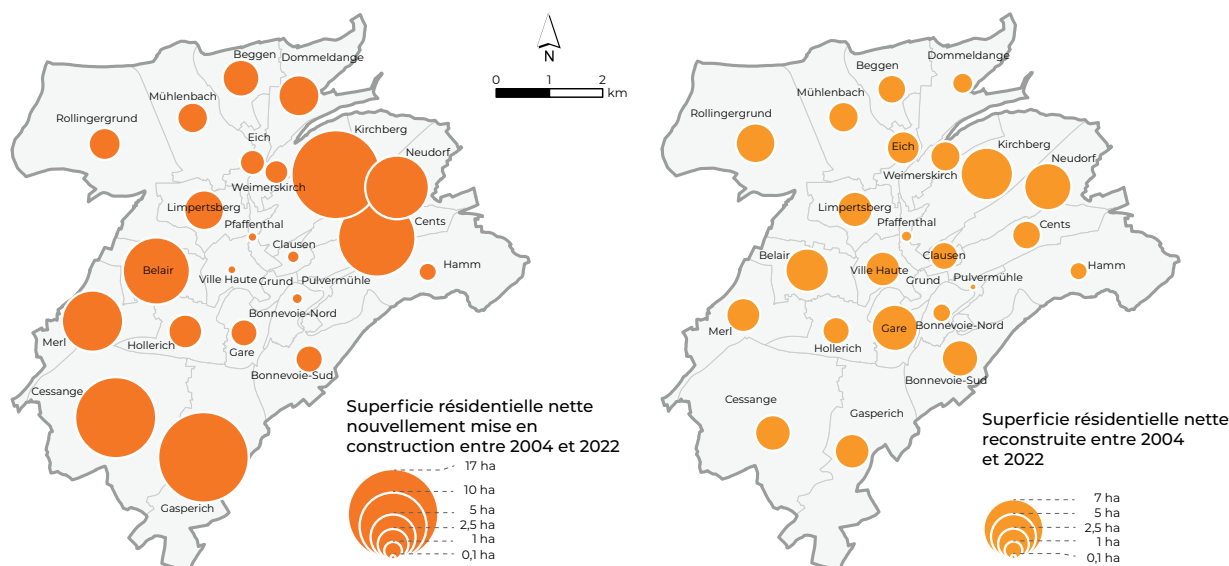 Beggen
Dommeldange
Mühlenbach
Rollingergrund
Eich
Kirchberg
Neudorf
Weimerskirch
Limpertsberg
Pfaffenthal
Cents
Clausen
Belair
Ville Haute
Grund
Pulvermühle
Hamm
Bonnevoie-Nord
Merl
Hollerich
Gare
Bonnevoie-Sud
Cessange
Gasperich
Superficie résidentielle nette
nouvellement mise en
construction entre 2004 et 2022
17 ha
10 ha
5 ha
2,5 ha
1 ha
0,1 ha
N
0 1 2
km
Dommeldange
Beggen
Mühlenbach
Rollingergrund
Eich
Kirchberg
Neudorf
Weimerskirch
Limpertsberg
Pfaffenthal
Cents
Clausen
Belair
Ville Haute
Grund
Pulvermühle
Hamm
Bonnevoie-Nord
Merl
Hollerich
Gare
Bonnevoie-Sud
Cessange
Gasperich
Superficie résidentielle nette
reconstruite entre 2004
et 2022
7 ha
5 ha
2,5 ha
1 ha
0,1 ha